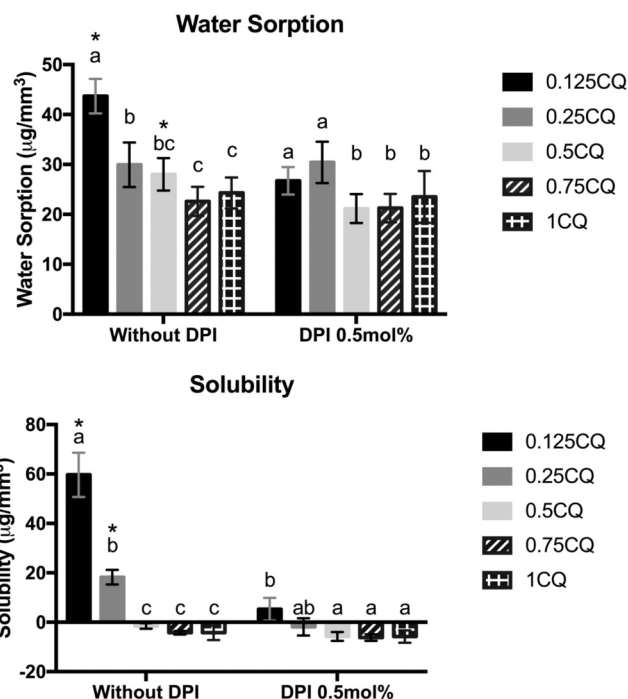 Water Sorption
Water Sorption (μg/mm³)
50
40
30
20
10
0
*
a
b
*
bc
c
c
a
a
b
b
b
Without DPI
DPI 0.5mol%
0.125CQ
0.25CQ
0.5CQ
0.75CQ
1CQ
Solubility
Solubility (μg/mm³)
80
60
40
20
0
-20
*
a
*
b
c
c
c
b
ab
a
a
a
Without DPI
DPI 0.5mol%
0.125CQ
0.25CQ
0.5CQ
0.75CQ
1CQ